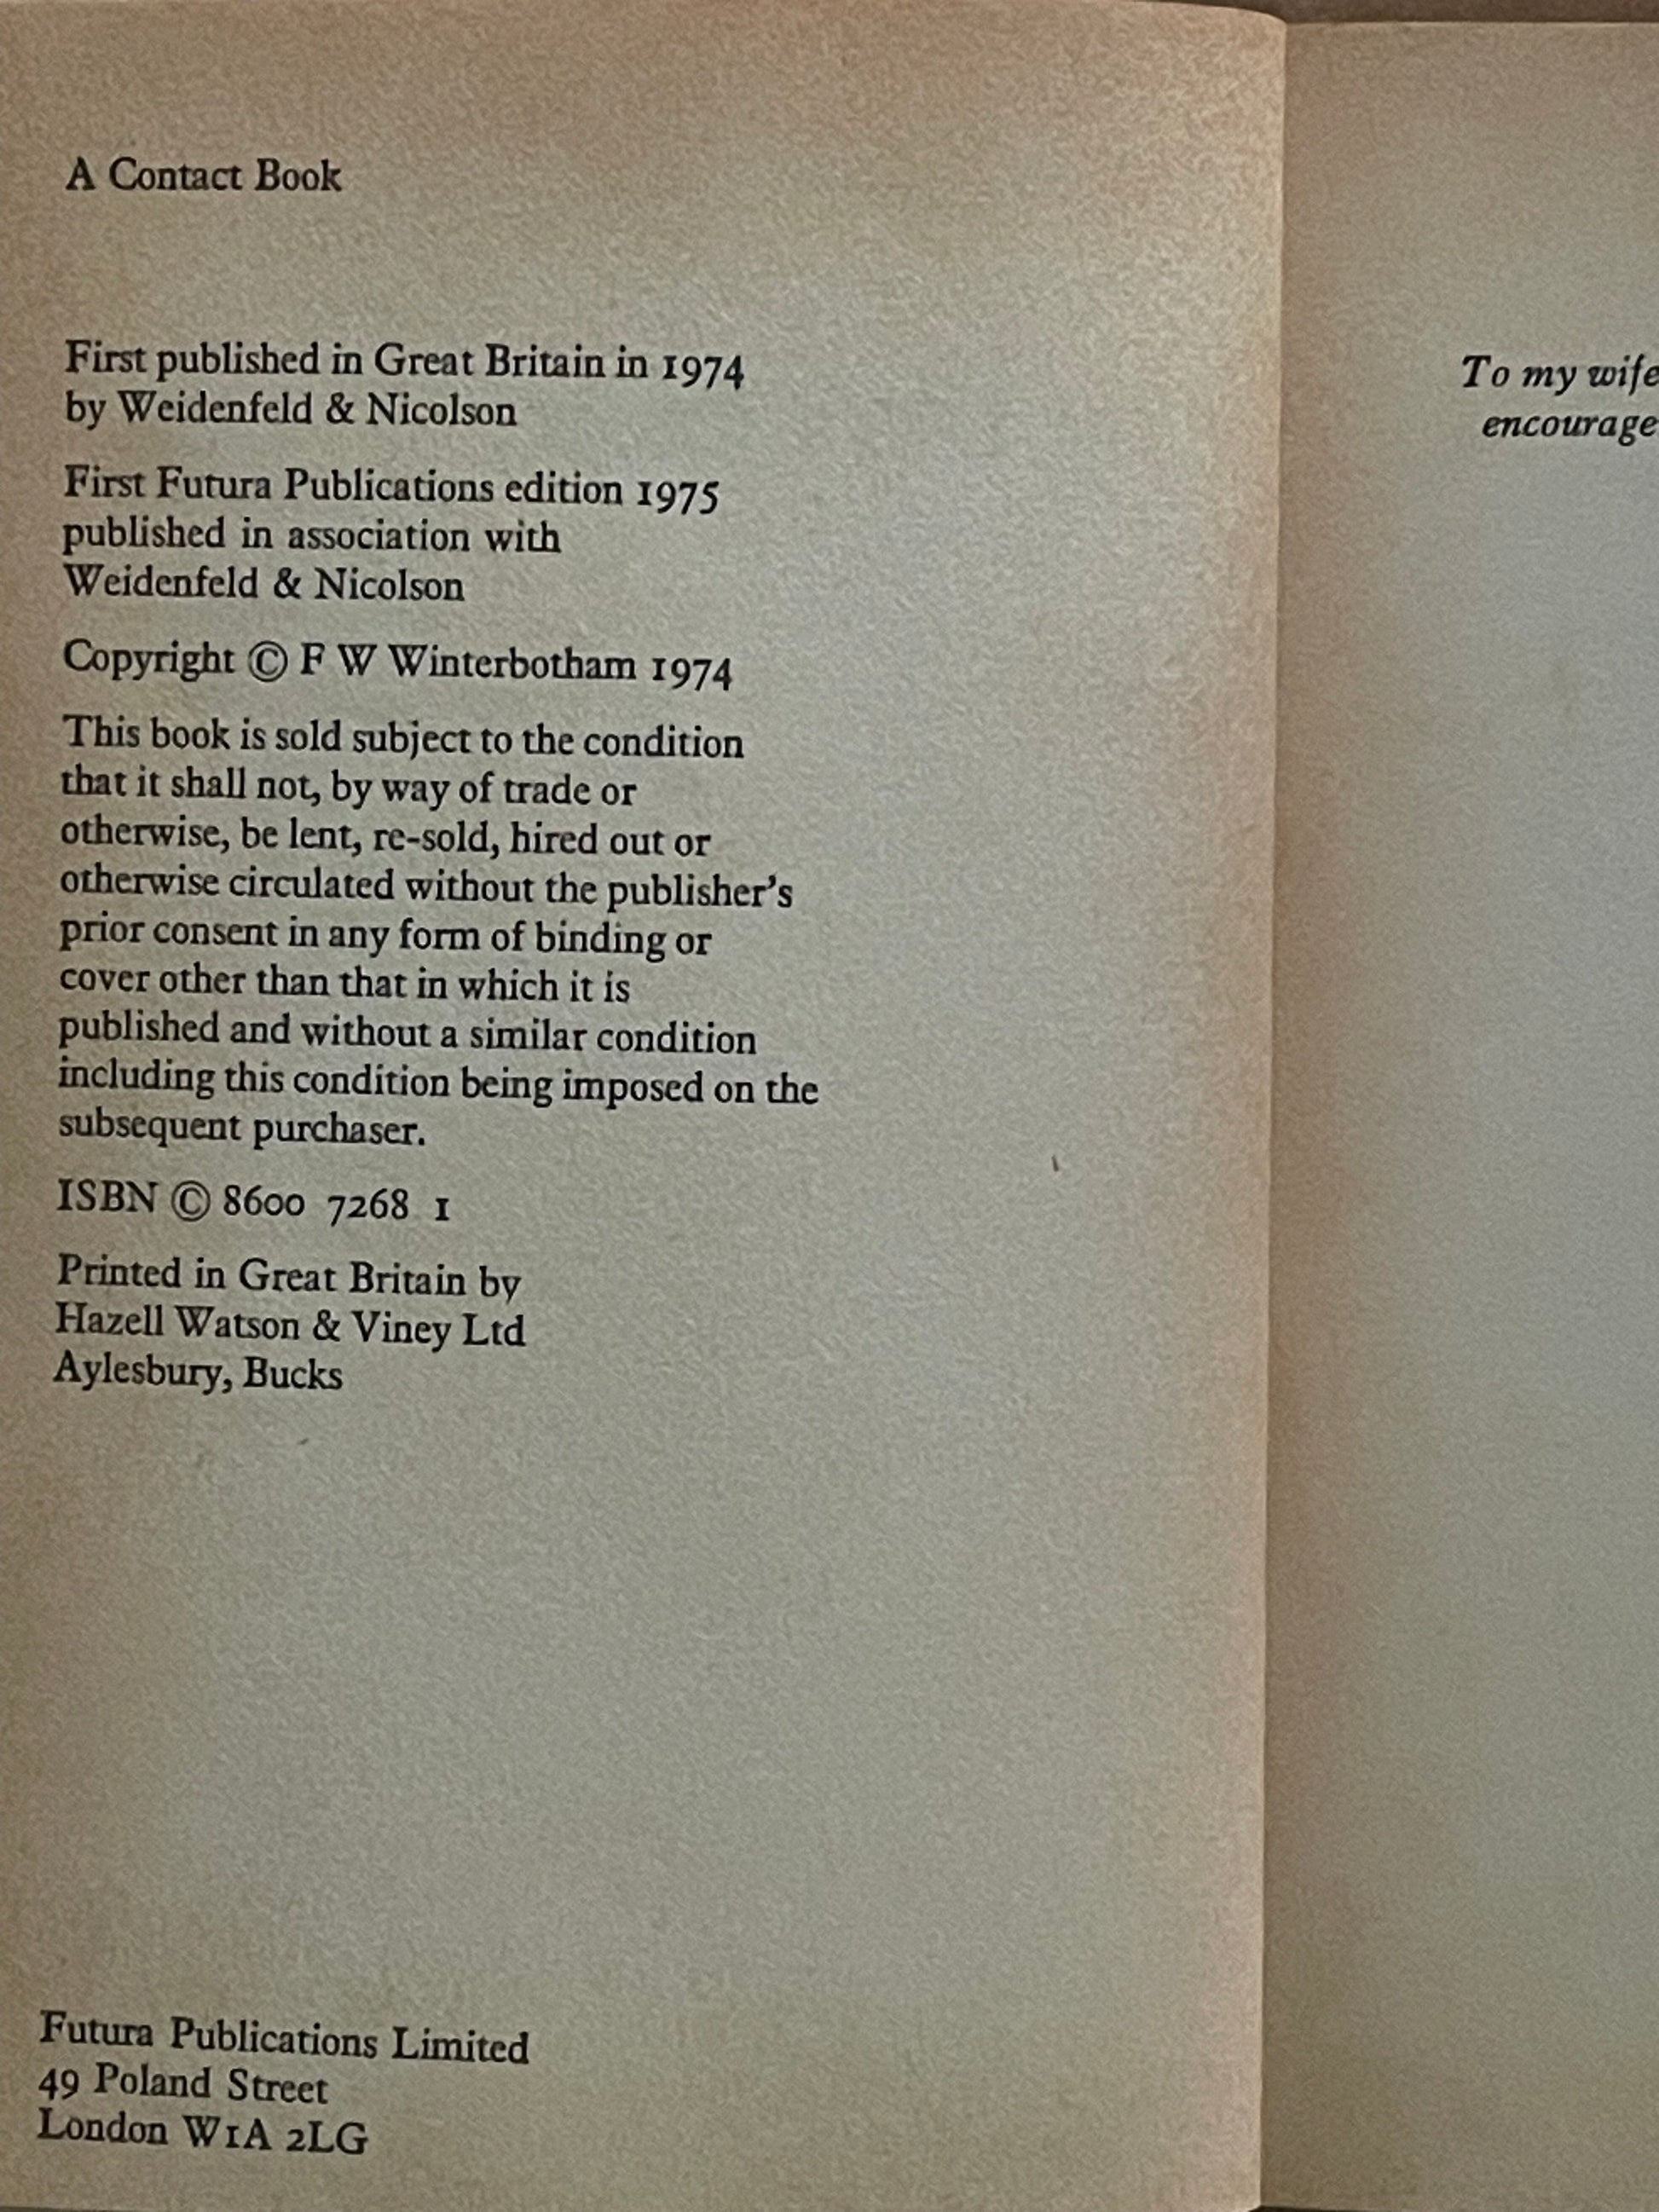 A Contact Book
First published in Great Britain in 1974
by Weidenfeld & Nicolson
First Futura Publications edition 1975
published in association with
Weidenfeld & Nicolson
Copyright © F W Winterbotham 1974
This book is sold subject to the condition
that it shall not, by way of trade or
otherwise, be lent, re-sold, hired out or
otherwise circulated without the publisher's
prior consent in any form of binding or
cover other than that in which it is
published and without a similar condition
including this condition being imposed on the
subsequent purchaser.
ISBN © 8600 7268 1
Printed in Great Britain by
Hazell Watson & Viney Ltd
Aylesbury, Bucks
Futura Publications Limited
49 Poland Street
London W1A 2LG
To my wife
encourage